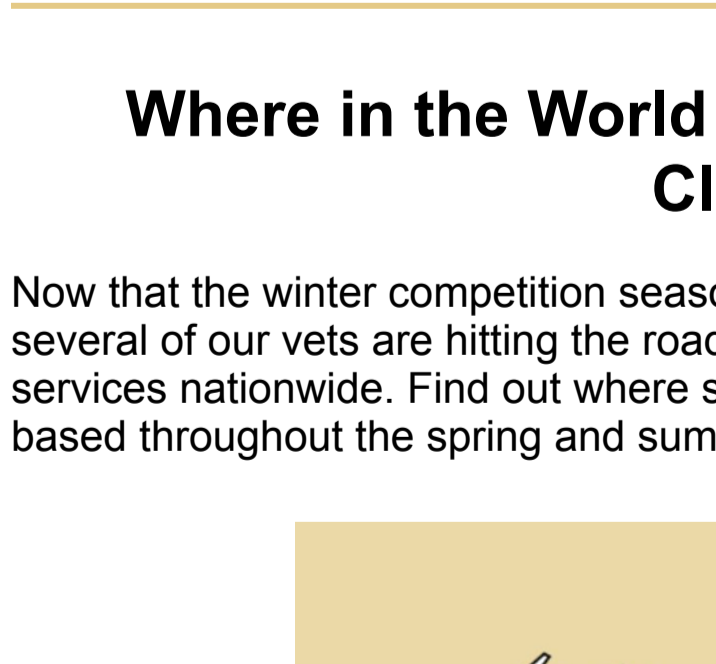 Where in the World
Cl
Now that the winter competition seas
several of our vets are hitting the road
services nationwide. Find out where s
based throughout the spring and sum